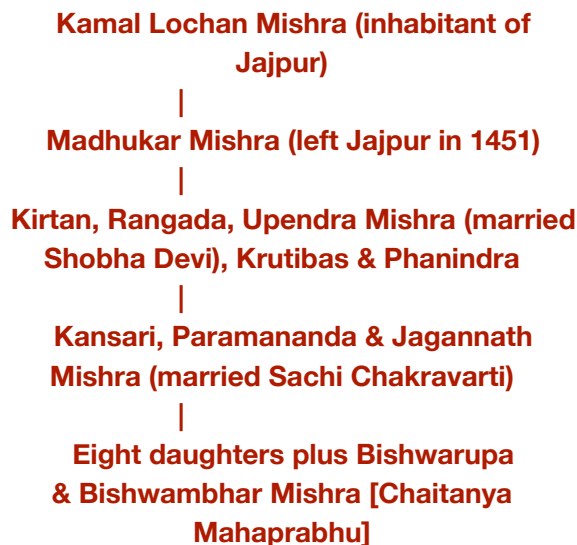 Kamal Lochan Mishra (inhabitant of
Jajpur)
|
Madhukar Mishra (left Jajpur in 1451)
|
Kirtan, Rangada, Upendra Mishra (married
Shobha Devi), Krutibas & Phanindra
|
Kansari, Paramananda & Jagannath
Mishra (married Sachi Chakravarti)
|
Eight daughters plus Bishwarupa
& Bishwambhar Mishra [Chaitanya
Mahaprabhu]